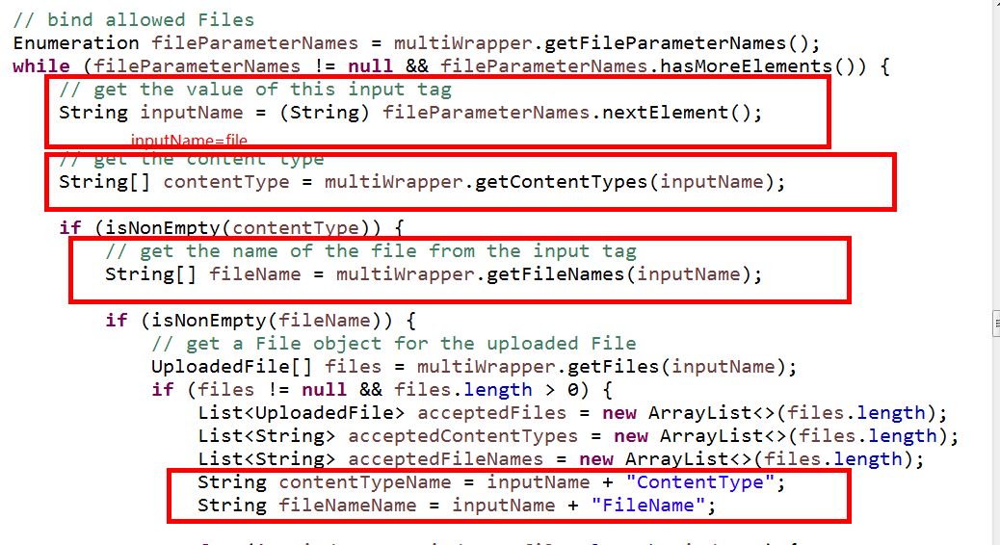 // bind allowed Files
Enumeration fileParameterNames = multiWrapper.getFileParameterNames();
while (fileParameterNames != null && fileParameterNames.hasMoreElements()) {
// get the value of this input tag
String inputName = (String) fileParameterNames.nextElement();
inputName=file
// get the content type
String[] contentType = multiWrapper.getContentTypes(inputName);
if (isNonEmpty(contentType)) {
// get the name of the file from the input tag
String[] fileName = multiWrapper.getFileNames(inputName);
if (isNonEmpty(fileName)) {
// get a File object for the uploaded File
UploadedFile[] files = multiWrapper.getFiles(inputName);
if (files != null && files.length > 0) {
List<UploadedFile> acceptedFiles = new ArrayList<>(files.length);
List<String> acceptedContentTypes = new ArrayList<>(files.length);
List<String> acceptedFileNames = new ArrayList<>(files.length);
String contentTypeName = inputName + "ContentType";
String fileNameName = inputName + "FileName";